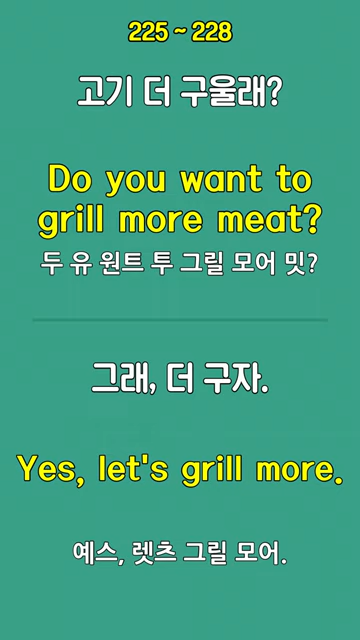 225 ~ 228
고기 더 구울래?
Do you want to
grill more meat?
두 유 원트 투 그릴 모어 밋?
그래, 더 구자.
Yes, let's grill more.
예스, 렛츠 그릴 모어.